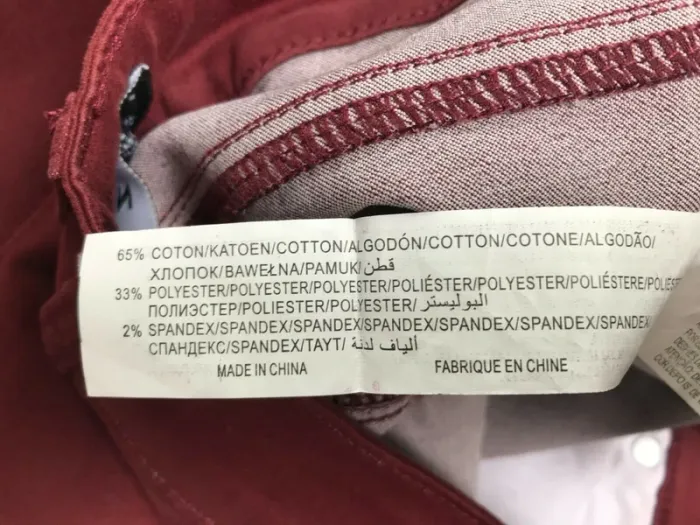 65% COTON/KATOEN/COTTON/ALGODÓN/COTTON/COTONE/ALGODÃO/
ХЛОПОК/BAWEŁNA/PAMUK/ قطن
33% POLYESTER/POLYESTER/POLYESTER/POLIÉSTER/POLYESTER/POLIESTERE/POLIÉSTER
ПОЛИЭСТЕР/POLIESTER/POLYESTER/ البوليستر
2% SPANDEX/SPANDEX/SPANDEX/SPANDEX/SPANDEX/SPANDEX/SPANDEX
СПАНДЕКС/SPANDEX/TAYT/ ألياف لدنة
MADE IN CHINA FABRIQUE EN CHINE